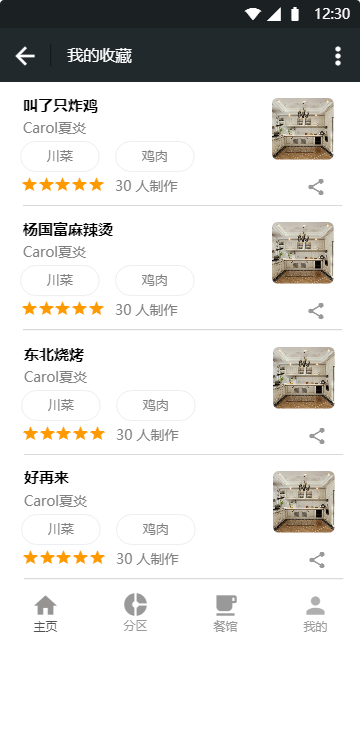 12:30
我的收藏
叫了只炸鸡
Carol夏炎
川菜 鸡肉
30 人制作
杨国富麻辣烫
Carol夏炎
川菜 鸡肉
30 人制作
东北烧烤
Carol夏炎
川菜 鸡肉
30 人制作
好再来
Carol夏炎
川菜 鸡肉
30 人制作
主页 分区 餐馆 我的